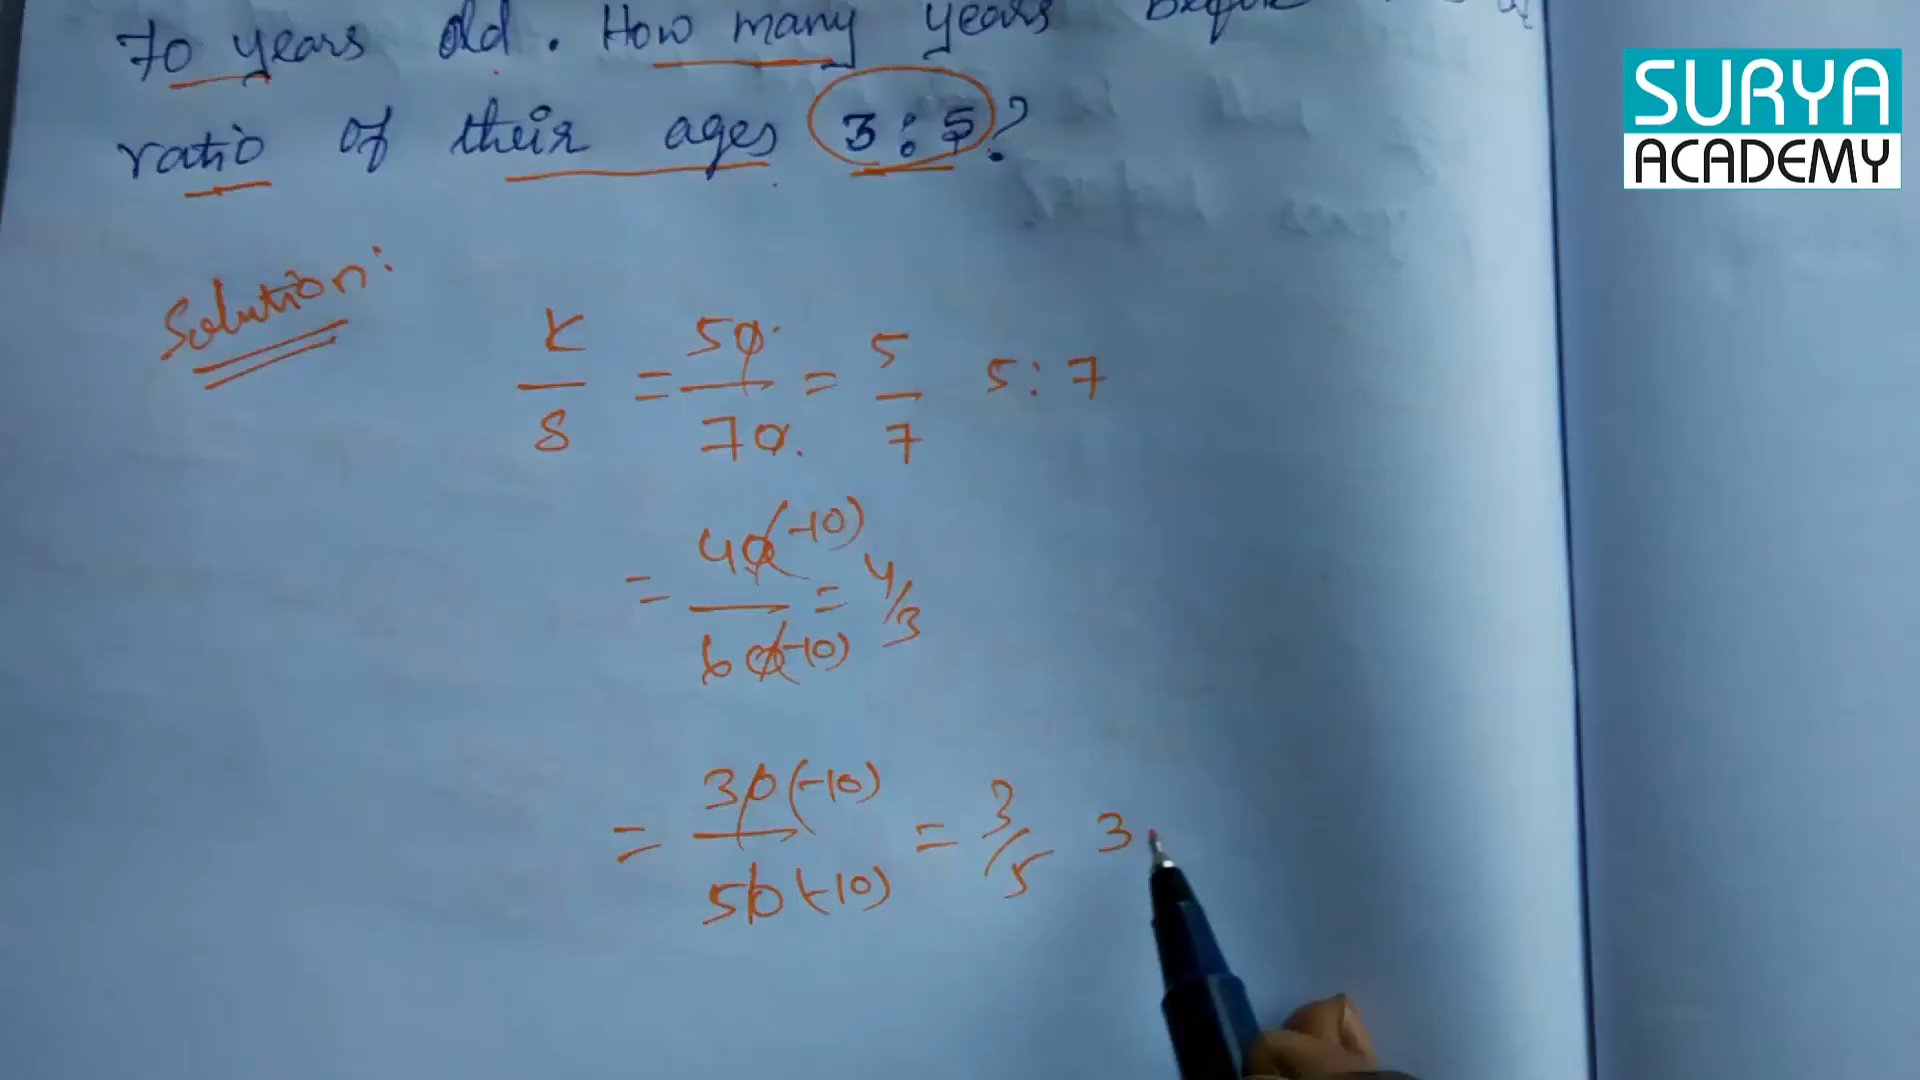 70 years old. How many years
ratio of their ages 3:5?
SURYA
ACADEMY
Solution:
K/S = 50/70 = 5/7 5:7
= 40(-10)/60(-10) = 4/3
= 30(-10)/50(-10) = 3/5 3